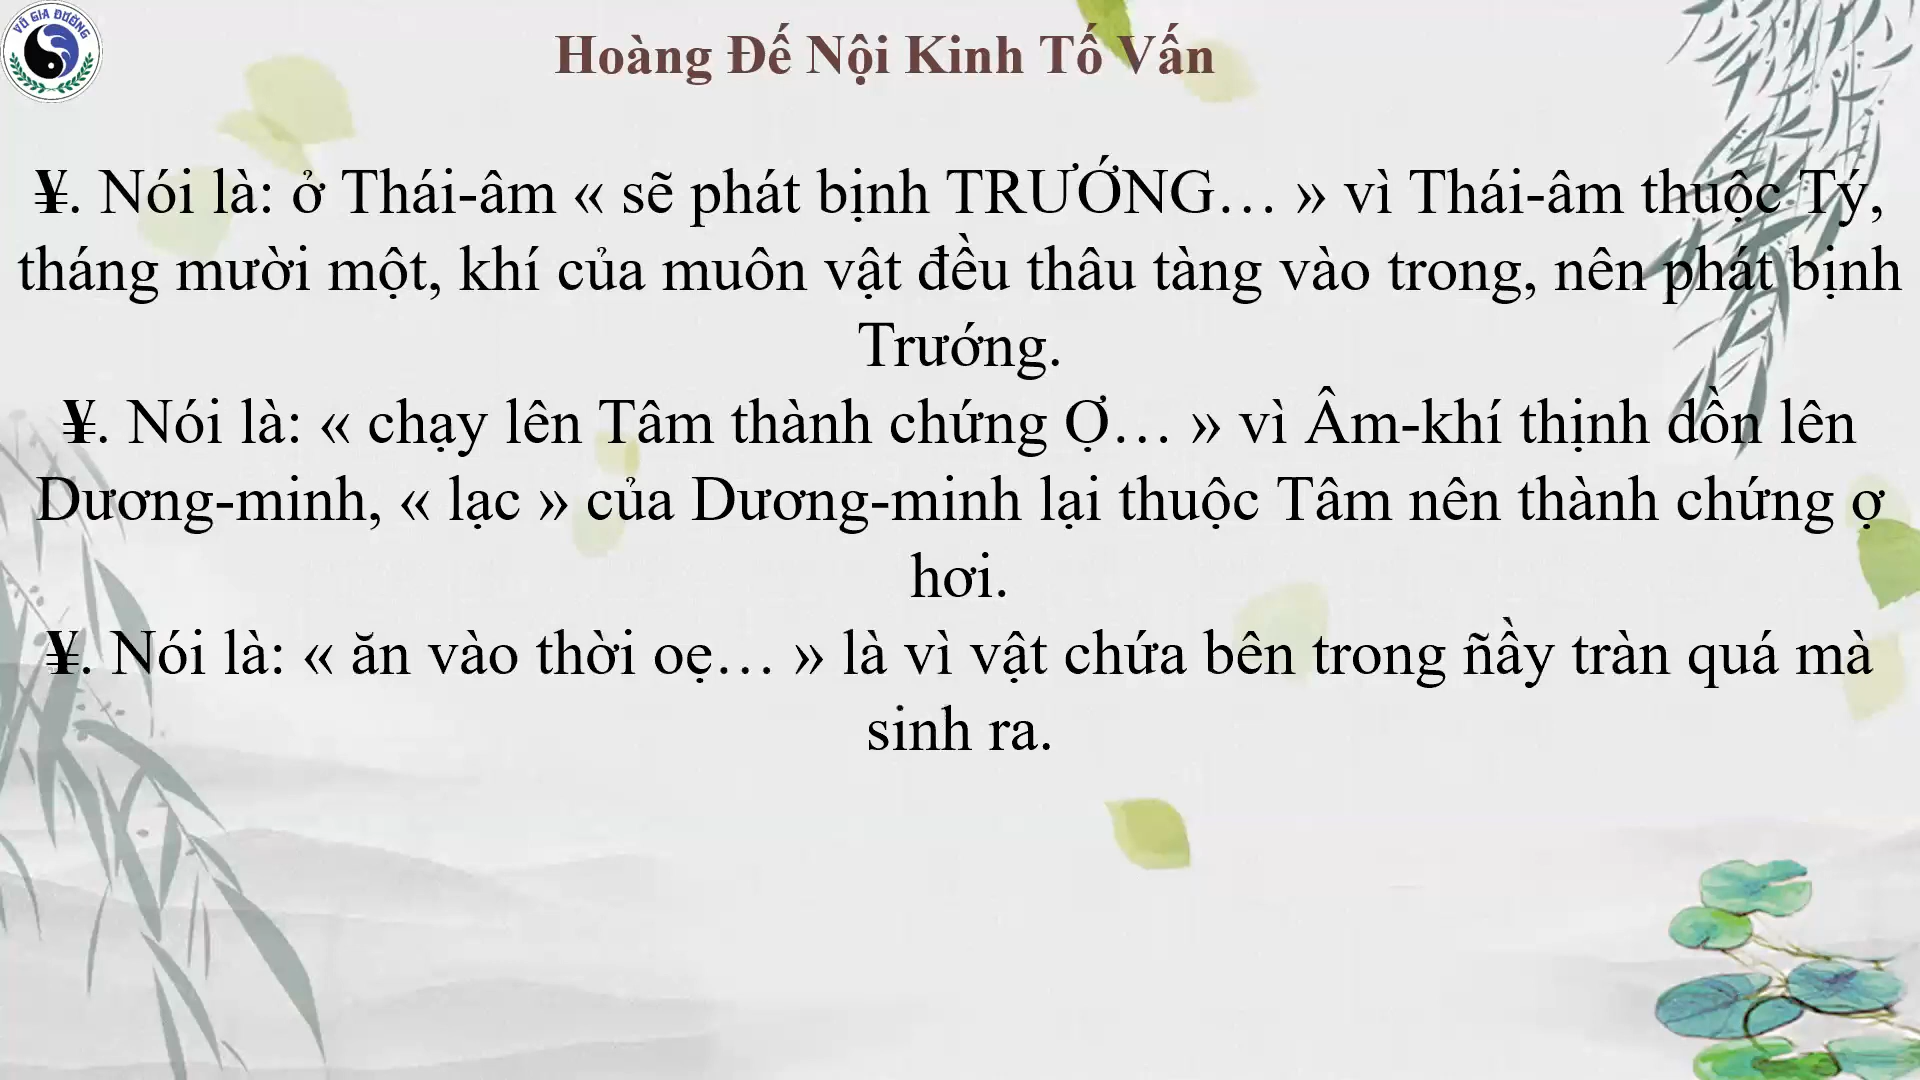 VÕ GIA ĐƯỜNG
Hoàng Đế Nội Kinh Tố Vấn
¥. Nói là: ở Thái-âm « sẽ phát bịnh TRƯỚNG… » vì Thái-âm thuộc Tý,
tháng mười một, khí của muôn vật đều thâu tàng vào trong, nên phát bịnh
Trướng.
¥. Nói là: « chạy lên Tâm thành chứng Ợ… » vì Âm-khí thịnh dồn lên
Dương-minh, « lạc » của Dương-minh lại thuộc Tâm nên thành chứng ợ
hơi.
¥. Nói là: « ăn vào thời oẹ… » là vì vật chứa bên trong ñầy tràn quá mà
sinh ra.